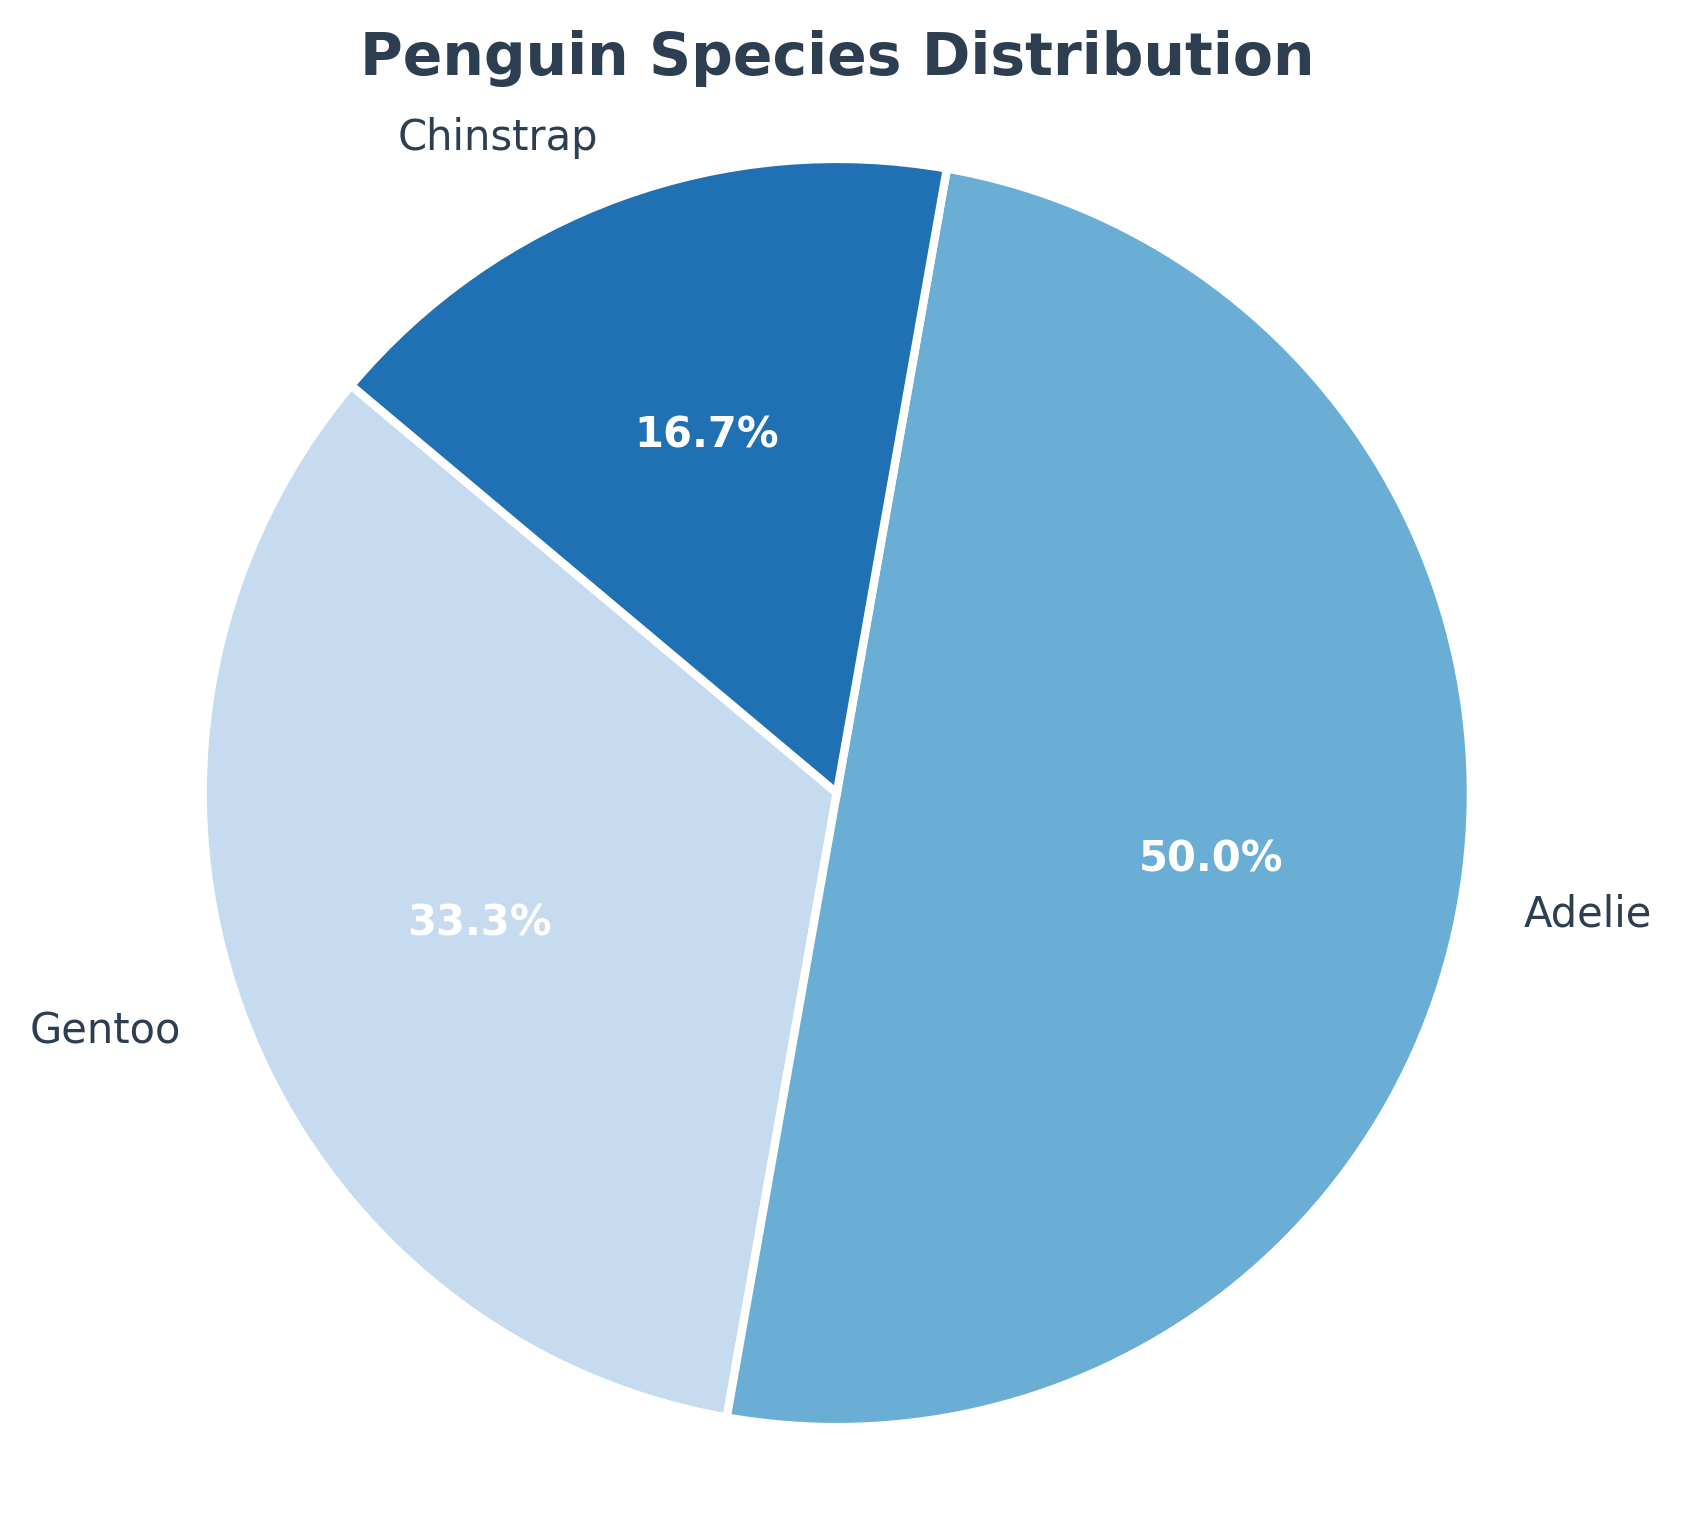 Penguin Species Distribution
Chinstrap
16.7%
50.0%
Adelie
33.3%
Gentoo